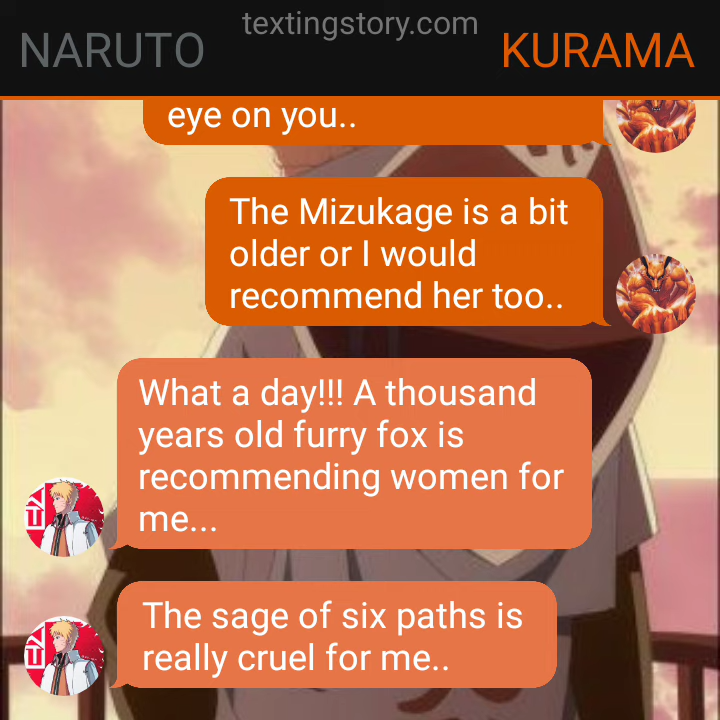 textingstory.com
NARUTO
KURAMA
eye on you..
The Mizukage is a bit
older or I would
recommend her too..
What a day!!! A thousand
years old furry fox is
recommending women for
me...
The sage of six paths is
really cruel for me..